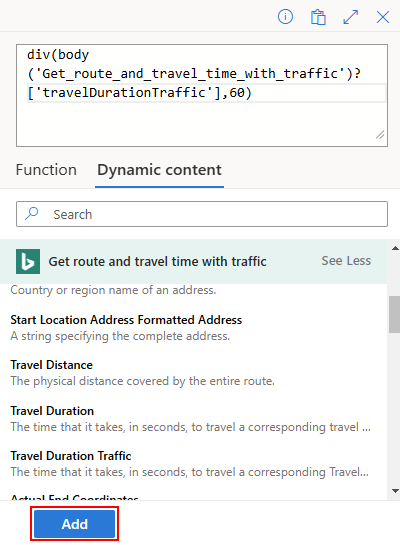 div(body
('Get_route_and_travel_time_with_traffic')?
['travelDurationTraffic'],60)
Function
Dynamic content
Search
Get route and travel time with traffic
See Less
Country or region name of an address.
Start Location Address Formatted Address
A string specifying the complete address.
Travel Distance
The physical distance covered by the entire route.
Travel Duration
The time that it takes, in seconds, to travel a corresponding travel ...
Travel Duration Traffic
The time that it takes, in seconds, to travel a corresponding Travel...
Actual End Coordinates
Add